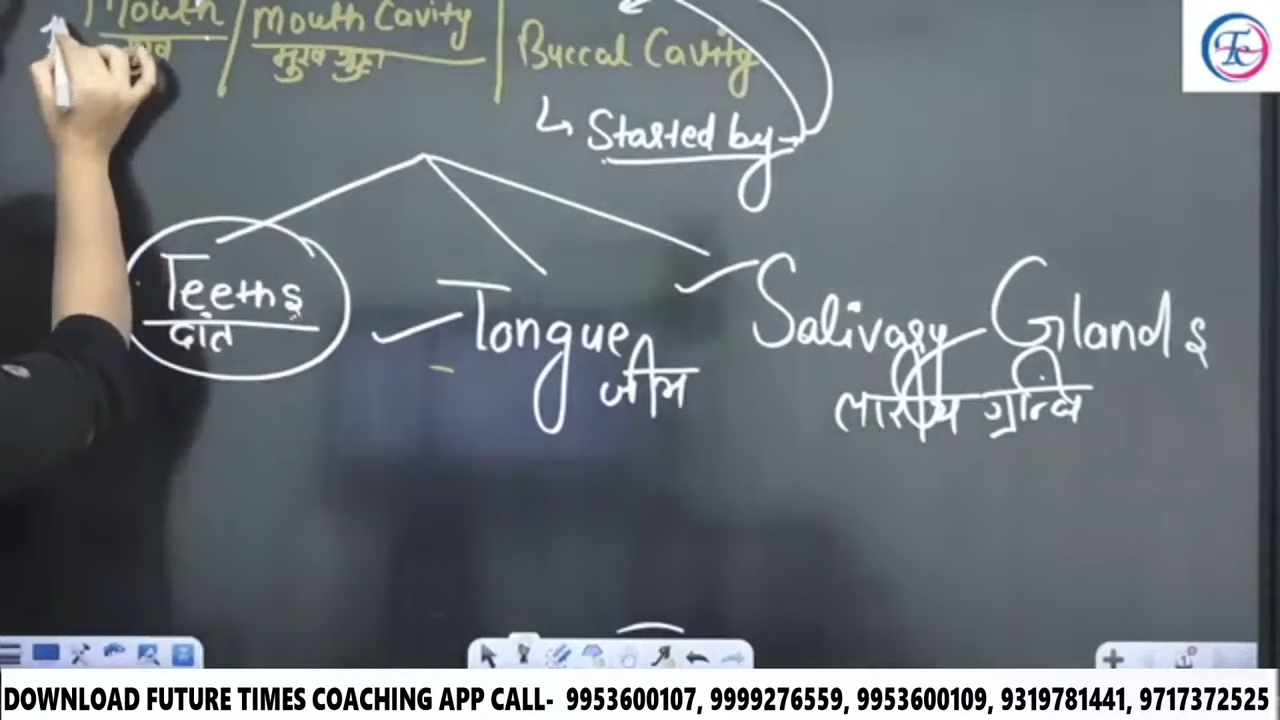 Mouth / Mouth Cavity | Buccal Cavity
मुख मुख गुहा
↳ Started by →
Teeths Tongue Salivary Glands
दांत जीभ लारीय ग्रन्थि
Tc
DOWNLOAD FUTURE TIMES COACHING APP CALL- 9953600107, 9999276559, 9953600109, 9319781441, 9717372525